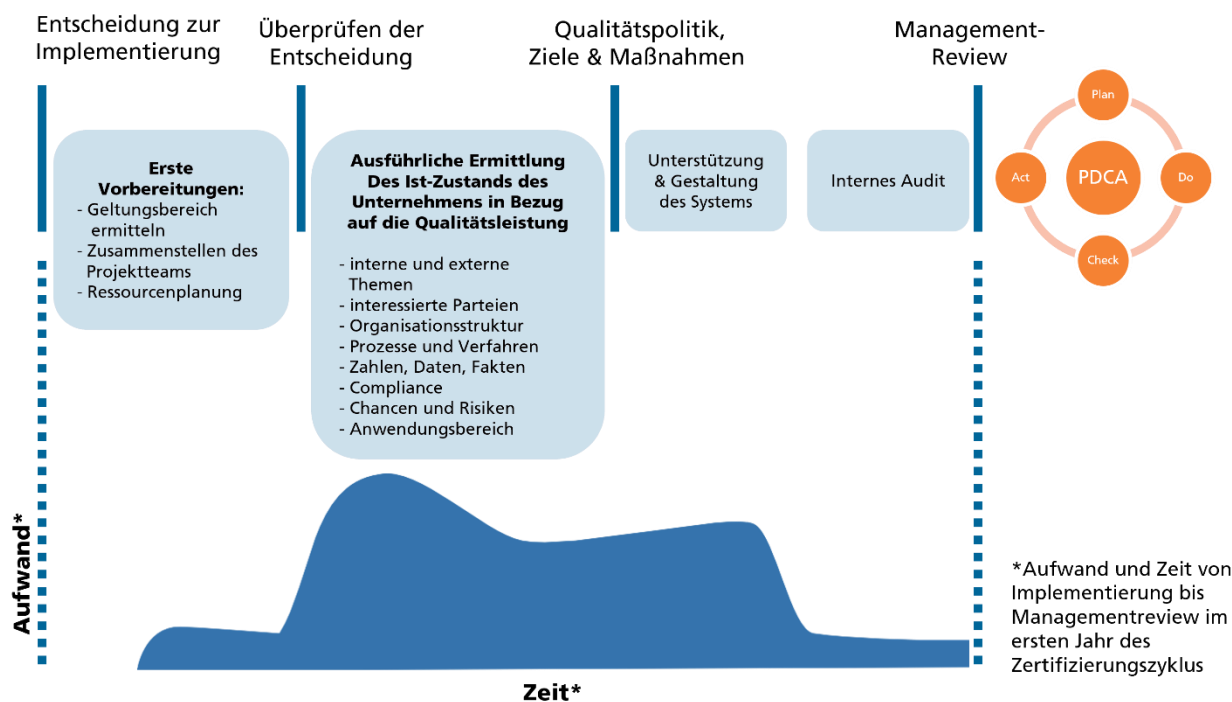 Entscheidung zur
Implementierung
Überprüfen der
Entscheidung
Qualitätspolitik,
Ziele & Maßnahmen
Management-
Review
Erste
Vorbereitungen:
- Geltungsbereich
ermitteln
- Zusammenstellen des
Projektteams
- Ressourcenplanung
Ausführliche Ermittlung
Des Ist-Zustands des
Unternehmens in Bezug
auf die Qualitätsleistung
- interne und externe
Themen
- interessierte Parteien
- Organisationsstruktur
- Prozesse und Verfahren
- Zahlen, Daten, Fakten
- Compliance
- Chancen und Risiken
- Anwendungsbereich
Unterstützung
& Gestaltung
des Systems
Internes Audit
Plan
Act
PDCA
Do
Check
Aufwand*
Zeit*
*Aufwand und Zeit von
Implementierung bis
Managementreview im
ersten Jahr des
Zertifizierungszyklus